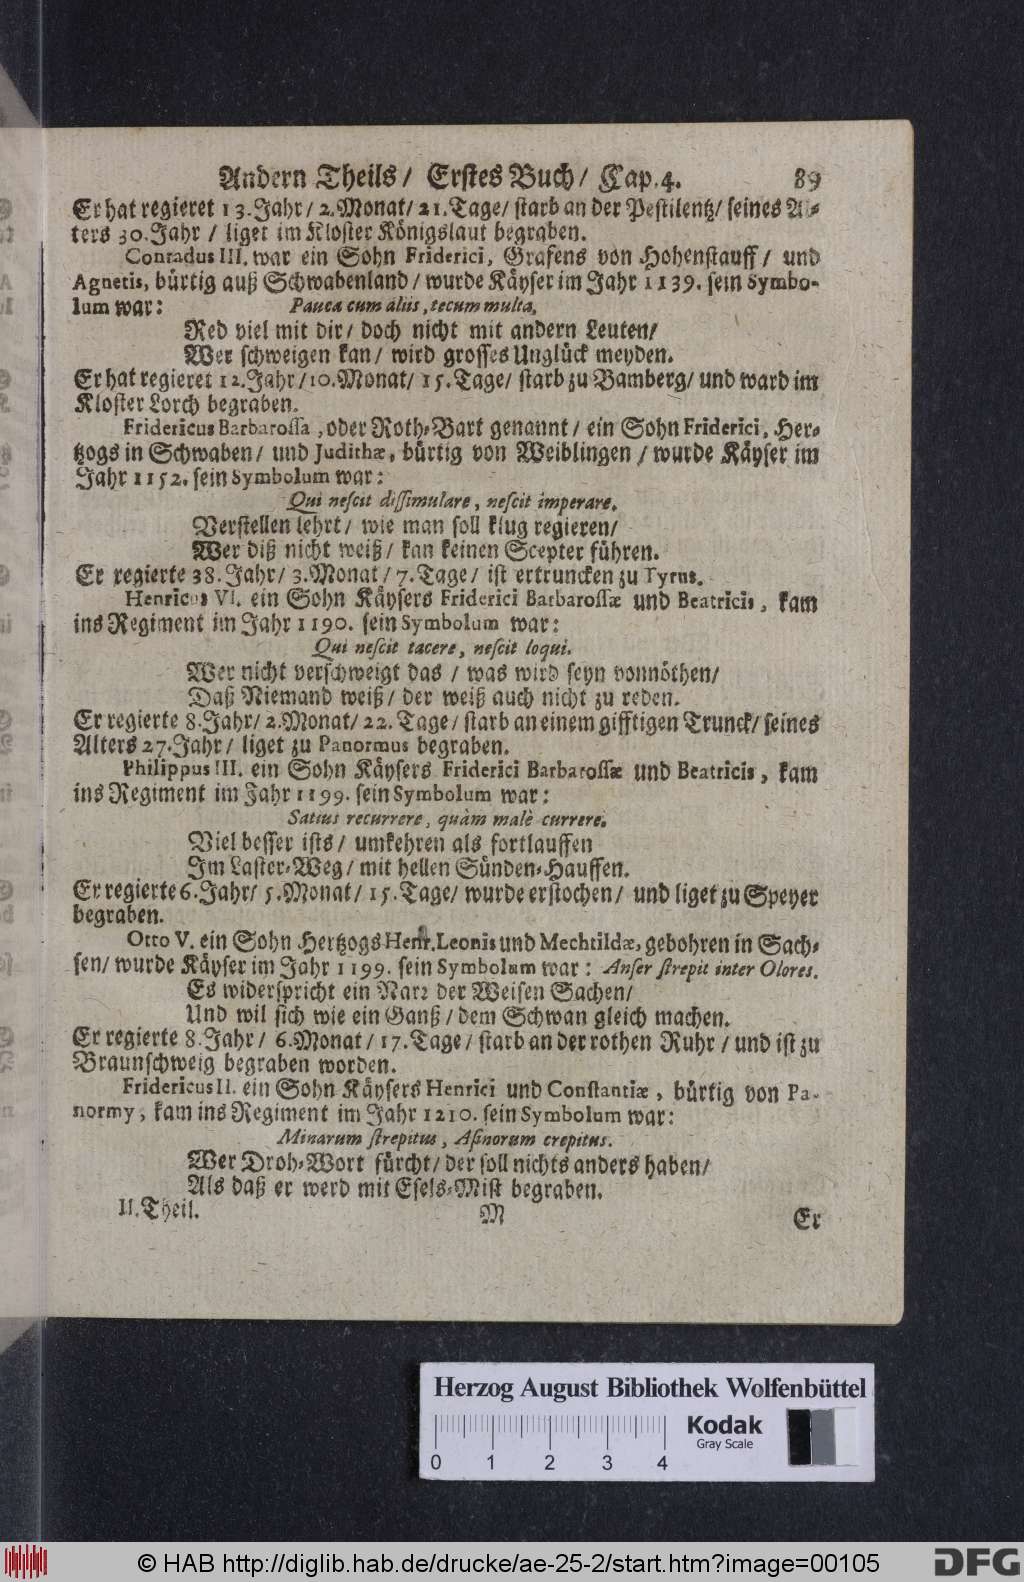 Andern Theils/ Erstes Buch/ Cap. 4. 89
Er hat regieret 13. Jahr/ 2. Monat/ 21. Tage/ starb an der Pestilentz/ seines Al-
ters 30. Jahr / liget im Kloster Königslaut begraben.
Conradus III. war ein Sohn Friderici, Grafens von Hohenstauff / und
Agnetis, bürtig auß Schwabenland / wurde Käyser im Jahr 1139. sein Symbo-
lum war: Pauca cum aliis, tecum multa.
Red viel mit dir/ doch nicht mit andern Leuten/
Wer schweigen kan/ wird grosses Unglück meyden.
Er hat regieret 12. Jahr /10. Monat/ 15. Tage/ starb zu Bamberg/ und ward im
Kloster Lorch begraben.
Fridericus Barbarossa, oder Roth-Bart genannt/ ein Sohn Friderici, Her-
tzogs in Schwaben/ und Judithæ, bürtig von Weiblingen / wurde Käyser im
Jahr 1152. sein Symbolum war:
Qui nescit dissimulare, nescit imperare.
Verstellen lehrt/ wie man soll klug regieren/
Wer diß nicht weiß/ kan keinen Scepter führen.
Er regierte 38. Jahr/ 3. Monat/ 7. Tage/ ist ertruncken zu Tyrus.
Henricus VI. ein Sohn Käysers Friderici Barbarossæ und Beatricis, kam
ins Regiment im Jahr 1190. sein Symbolum war:
Qui nescit tacere, nescit loqui.
Wer nicht verschweigt das / was wird seyn vonnöthen/
Daß Niemand weiß/ der weiß auch nicht zu reden.
Er regierte 8. Jahr/ 2. Monat/ 22. Tage/ starb an einem gifftigen Trunck/ seines
Alters 27. Jahr/ liget zu Panormus begraben.
Philippus III. ein Sohn Käysers Friderici Barbarossæ und Beatricis, kam
ins Regiment im Jahr 1199. sein Symbolum war:
Satius recurrere, quàm malè currere.
Viel besser ists/ umkehren als fortlauffen
Im Laster-Weg/ mit hellen Sünden-Hauffen.
Er regierte 6. Jahr/ 5. Monat/ 15. Tage/ wurde erstochen/ und liget zu Speyer
begraben.
Otto V. ein Sohn Hertzogs Henr. Leonis und Mechtildæ, gebohren in Sach-
sen/ wurde Käyser im Jahr 1199. sein Symbolum war: Anser strepit inter Olores.
Es widerspricht ein Narr der Weisen Sachen/
Und wil sich wie ein Ganß/ dem Schwan gleich machen.
Er regierte 8. Jahr/ 6. Monat/ 17. Tage/ starb an der rothen Ruhr / und ist zu
Braunschweig begraben worden.
Fridericus II. ein Sohn Käysers Henrici und Constantiæ, bürtig von Pa-
normy, kam ins Regiment im Jahr 1210. sein Symbolum war:
Minarum strepitus, Asinorum crepitus.
Wer Droh-Wort fürcht/ der soll nichts anders haben/
Als daß er werd mit Esels-Mist begraben.
II. Theil. M Er
Herzog August Bibliothek Wolfenbüttel
Kodak
Gray Scale
0 1 2 3 4
© HAB http://diglib.hab.de/drucke/ae-25-2/start.htm?image=00105
DFG